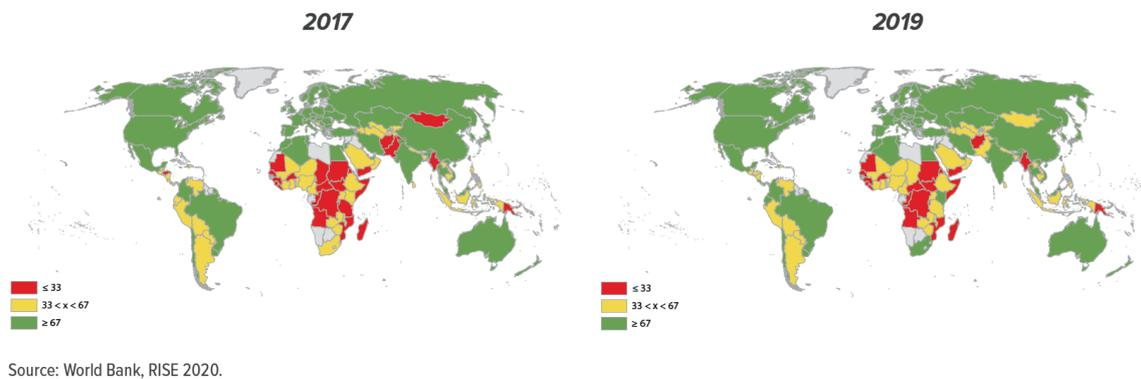 2017
2019
≤ 33
33 < x < 67
≥ 67
≤ 33
33 < x < 67
≥ 67
Source: World Bank, RISE 2020.